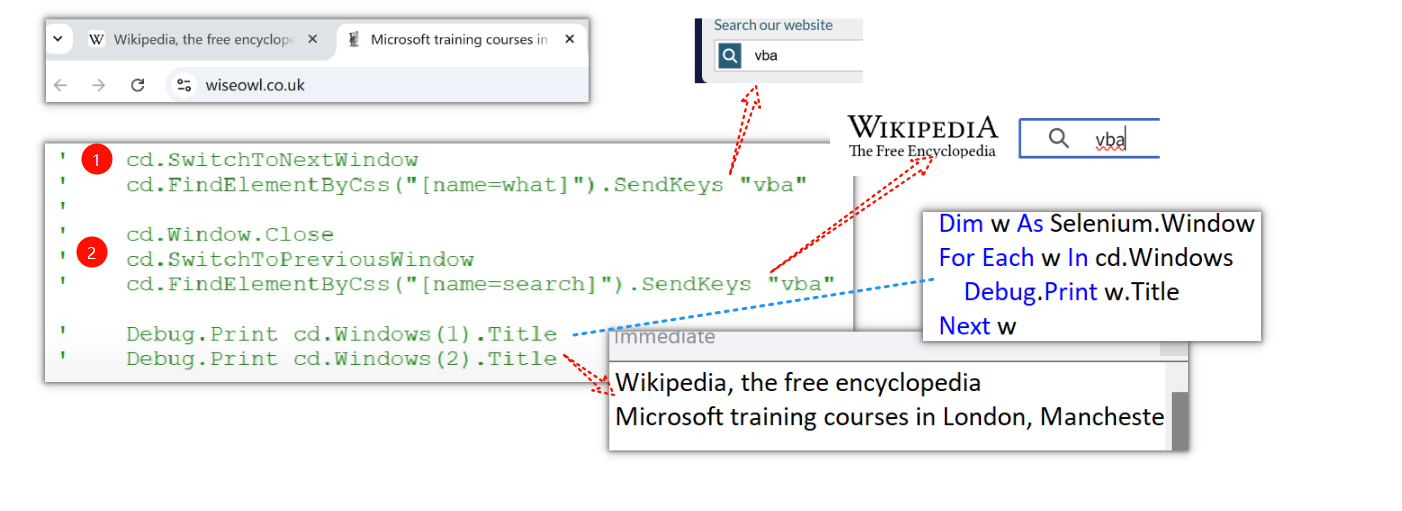 Wikipedia, the free encyclope
Microsoft training courses in
wiseowl.co.uk
Search our website
vba
WIKIPEDIA
The Free Encyclopedia
vba
1
' cd.SwitchToNextWindow
' cd.FindElementByCss("[name=what]").SendKeys "vba"
'
' cd.Window.Close
2
' cd.SwitchToPreviousWindow
' cd.FindElementByCss("[name=search]").SendKeys "vba"
' Debug.Print cd.Windows(1).Title
' Debug.Print cd.Windows(2).Title
Dim w As Selenium.Window
For Each w In cd.Windows
Debug.Print w.Title
Next w
Immediate
Wikipedia, the free encyclopedia
Microsoft training courses in London, Mancheste